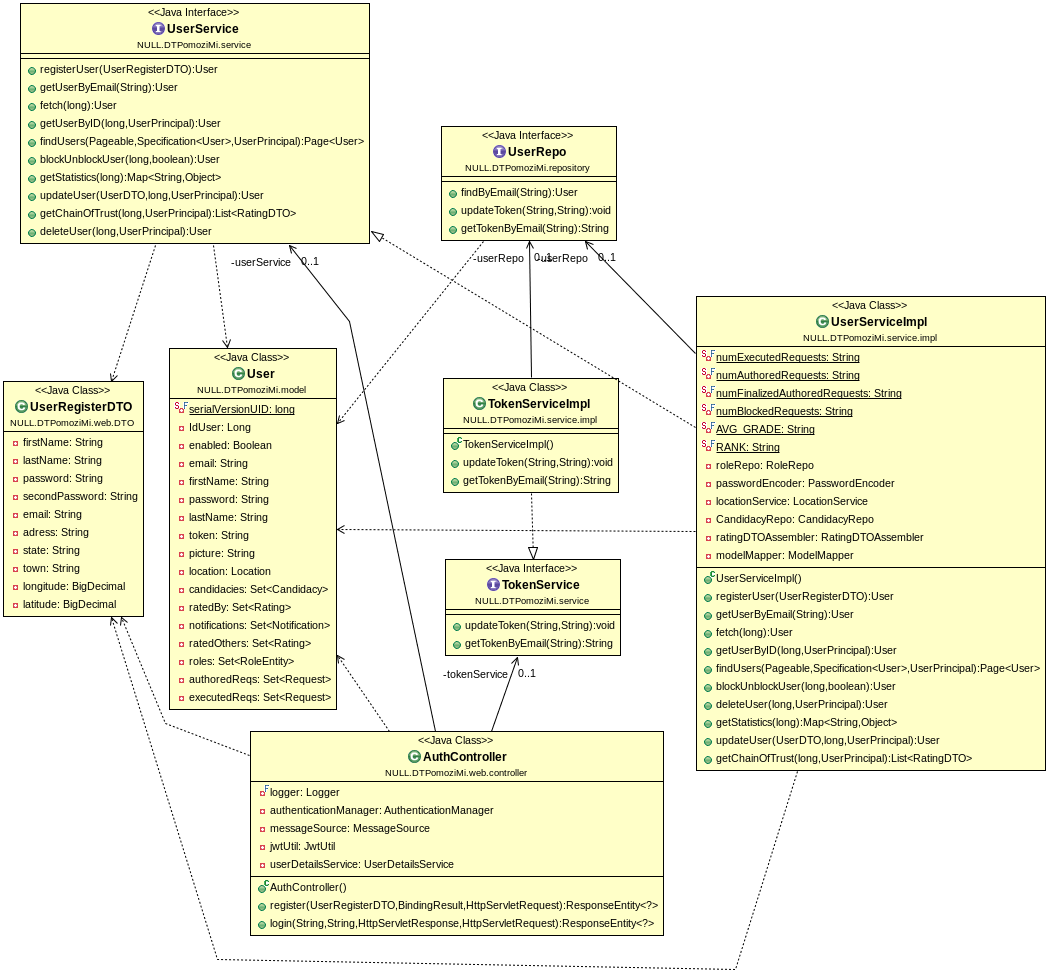 <<Java Interface>>
UserService
NULL.DTPomoziMi.service
registerUser(UserRegisterDTO):User
getUserByEmail(String):User
fetch(long):User
getUserByID(long,UserPrincipal):User
findUsers(Pageable,Specification<User>,UserPrincipal):Page<User>
blockUnblockUser(long,boolean):User
getStatistics(long):Map<String,Object>
updateUser(UserDTO,long,UserPrincipal):User
getChainOfTrust(long,UserPrincipal):List<RatingDTO>
deleteUser(long,UserPrincipal):User
<<Java Interface>>
UserRepo
NULL.DTPomoziMi.repository
findByEmail(String):User
updateToken(String,String):void
getTokenByEmail(String):String
-userService 0..1
-userRepo 0..1
-userRepo 0..1
<<Java Class>>
UserServiceImpl
NULL.DTPomoziMi.service.impl
numExecutedRequests: String
numAuthoredRequests: String
numFinalizedAuthoredRequests: String
numBlockedRequests: String
AVG_GRADE: String
RANK: String
roleRepo: RoleRepo
passwordEncoder: PasswordEncoder
locationService: LocationService
CandidacyRepo: CandidacyRepo
ratingDTOAssembler: RatingDTOAssembler
modelMapper: ModelMapper
UserServiceImpl()
registerUser(UserRegisterDTO):User
getUserByEmail(String):User
fetch(long):User
getUserByID(long,UserPrincipal):User
findUsers(Pageable,Specification<User>,UserPrincipal):Page<User>
blockUnblockUser(long,boolean):User
deleteUser(long,UserPrincipal):User
getStatistics(long):Map<String,Object>
updateUser(UserDTO,long,UserPrincipal):User
getChainOfTrust(long,UserPrincipal):List<RatingDTO>
<<Java Class>>
UserRegisterDTO
NULL.DTPomoziMi.web.DTO
firstName: String
lastName: String
password: String
secondPassword: String
email: String
adress: String
state: String
town: String
longitude: BigDecimal
latitude: BigDecimal
<<Java Class>>
User
NULL.DTPomoziMi.model
serialVersionUID: long
IdUser: Long
enabled: Boolean
email: String
firstName: String
password: String
lastName: String
token: String
picture: String
location: Location
candidacies: Set<Candidacy>
ratedBy: Set<Rating>
notifications: Set<Notification>
ratedOthers: Set<Rating>
roles: Set<RoleEntity>
authoredReqs: Set<Request>
executedReqs: Set<Request>
<<Java Class>>
TokenServiceImpl
NULL.DTPomoziMi.service.impl
TokenServiceImpl()
updateToken(String,String):void
getTokenByEmail(String):String
<<Java Interface>>
TokenService
NULL.DTPomoziMi.service
updateToken(String,String):void
getTokenByEmail(String):String
-tokenService 0..1
<<Java Class>>
AuthController
NULL.DTPomoziMi.web.controller
logger: Logger
authenticationManager: AuthenticationManager
messageSource: MessageSource
jwtUtil: JwtUtil
userDetailsService: UserDetailsService
AuthController()
register(UserRegisterDTO,BindingResult,HttpServletRequest):ResponseEntity<?>
login(String,String,HttpServletResponse,HttpServletRequest):ResponseEntity<?>